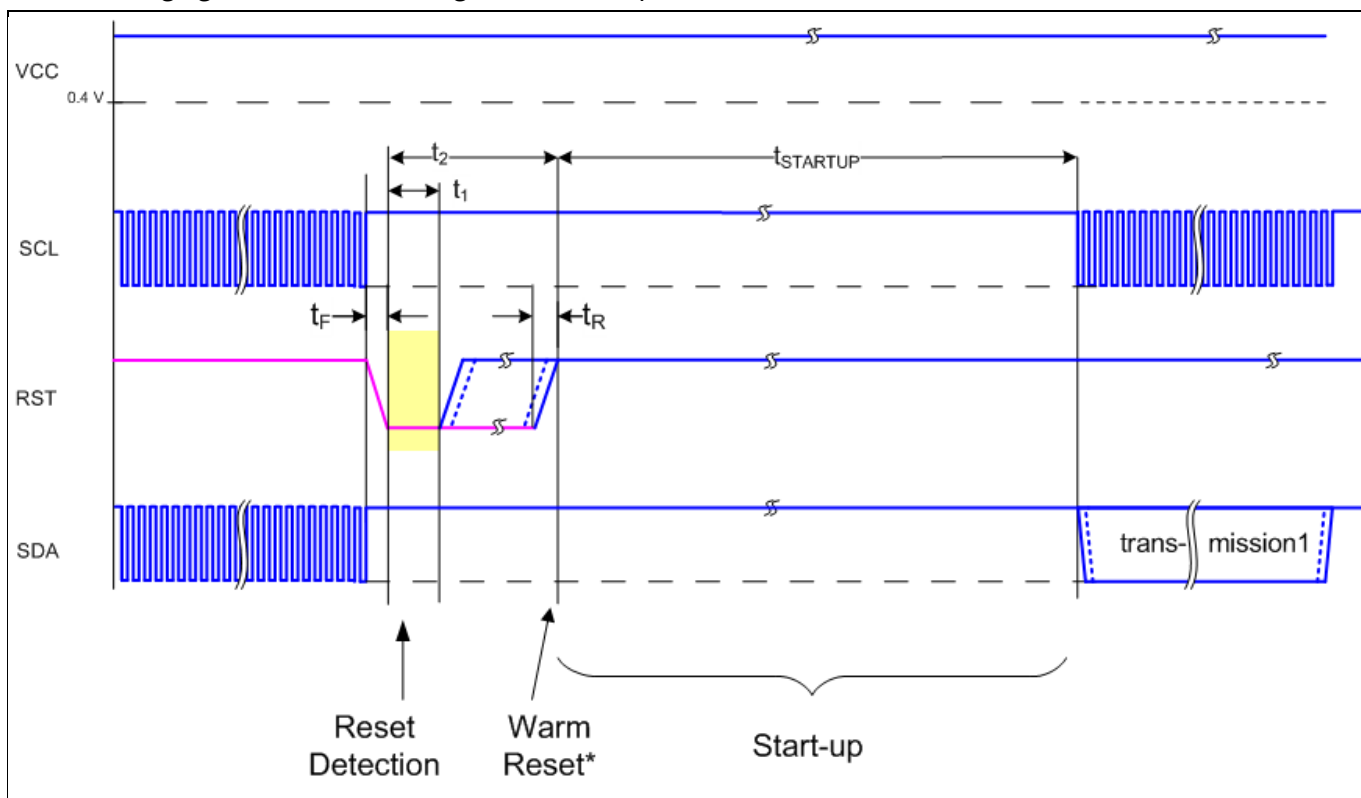 VCC
0.4 V
t2
tSTARTUP
t1
SCL
tF
tR
RST
SDA
trans- mission1
Reset
Detection
Warm
Reset*
Start-up